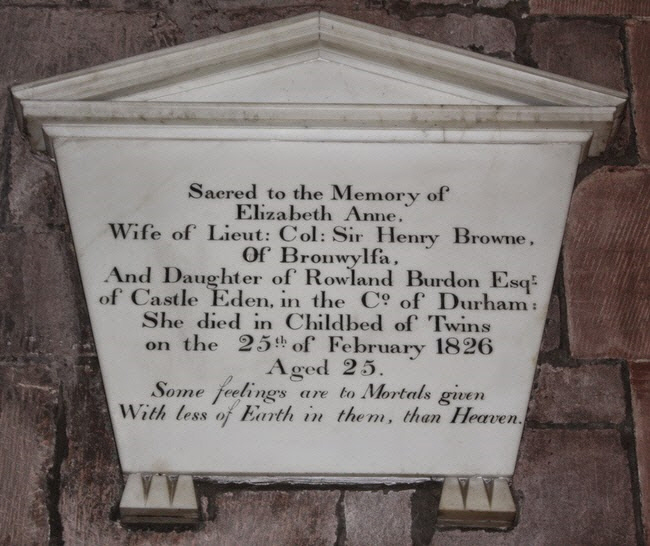 Sacred to the Memory of
Elizabeth Anne,
Wife of Lieut: Col: Sir Henry Browne,
Of Bronwylfa,
And Daughter of Rowland Burdon Esqr.
of Castle Eden, in the Co. of Durham:
She died in Childbed of Twins
on the 25th of February 1826
Aged 25.
Some feelings are to Mortals given
With less of Earth in them, than Heaven.